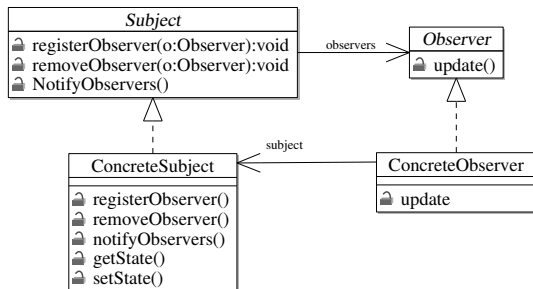 Subject
registerObserver(o:Observer):void
removeObserver(o:Observer):void
NotifyObservers()
observers
Observer
update()
subject
ConcreteSubject
registerObserver()
removeObserver()
notifyObservers()
getState()
setState()
ConcreteObserver
update